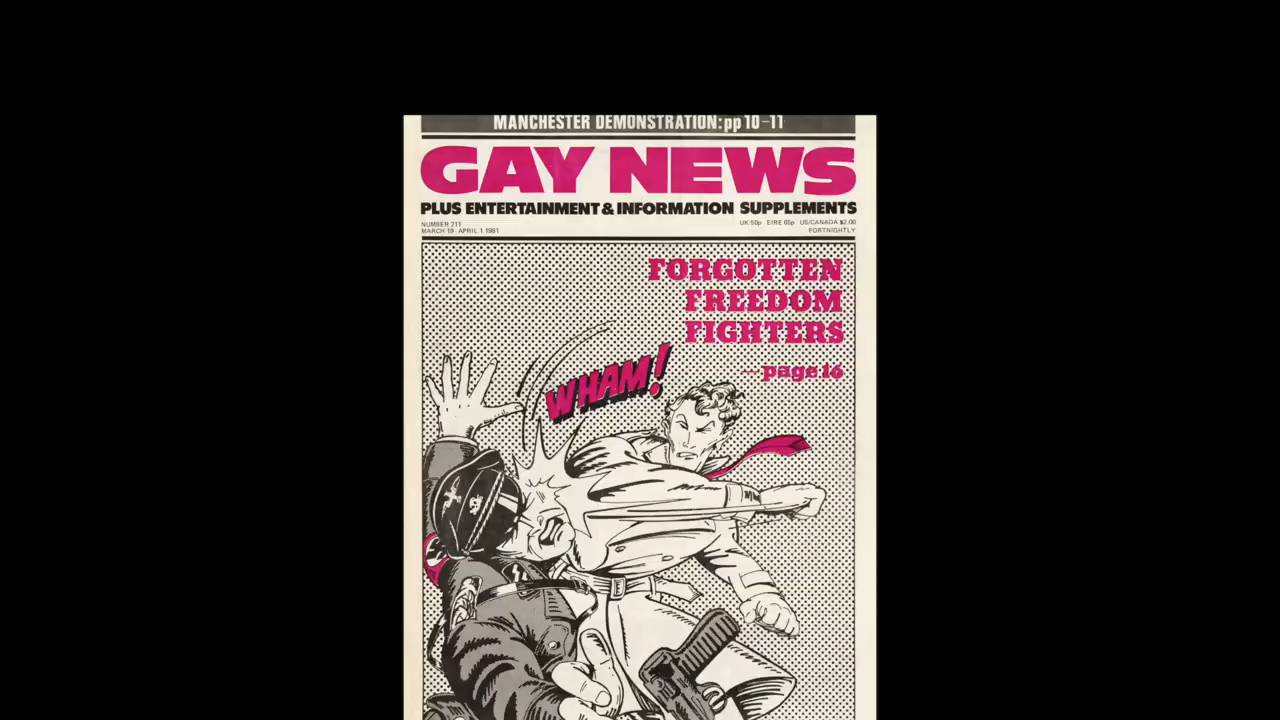 MANCHESTER DEMONSTRATION: pp 10-11
GAY NEWS
PLUS ENTERTAINMENT & INFORMATION SUPPLEMENTS
NUMBER 211
MARCH 19 - APRIL 1 1981
UK 50p EIRE 65p US/CANADA $2.00
FORTNIGHTLY
FORGOTTEN
FREEDOM
FIGHTERS
—page 16
WHAM!